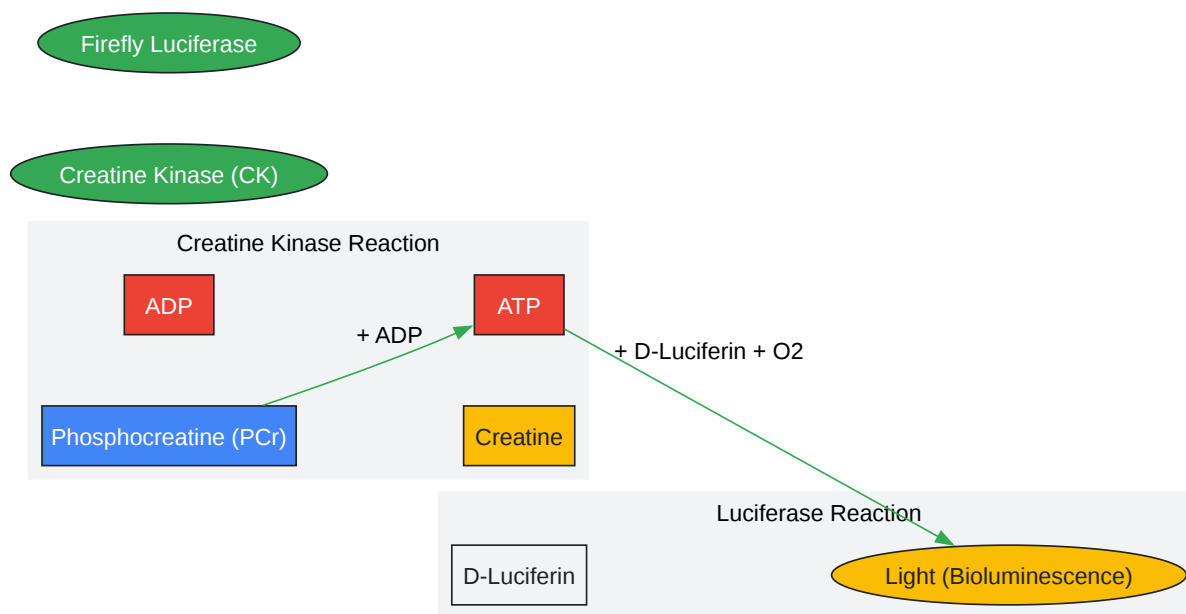 Firefly Luciferase
Creatine Kinase (CK)
Creatine Kinase Reaction
ADP
ATP
+ ADP
+ D-Luciferin + O2
Phosphocreatine (PCr)
Creatine
Luciferase Reaction
D-Luciferin
Light (Bioluminescence)